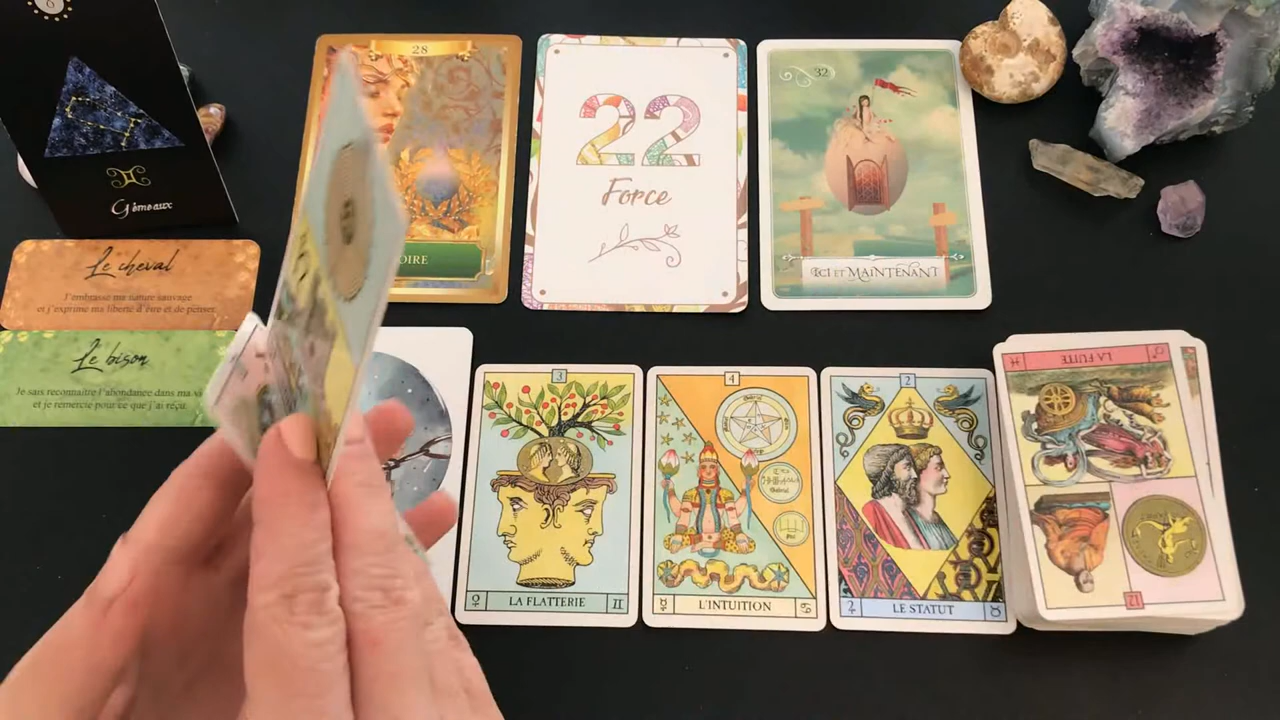 6
Gémeaux
Le cheval
J'embrasse ma nature sauvage
et j'exprime ma liberté d'être et de penser.
Le bison
Je sais reconnaître l'abondance dans ma vi
et je remercie pour ce que j'ai reçu.
28
OIRE
22
Force
32
ICI ET MAINTENANT
3
LA FLATTERIE
4
L'INTUITION
2
LE STATUT
LA FUITE
12